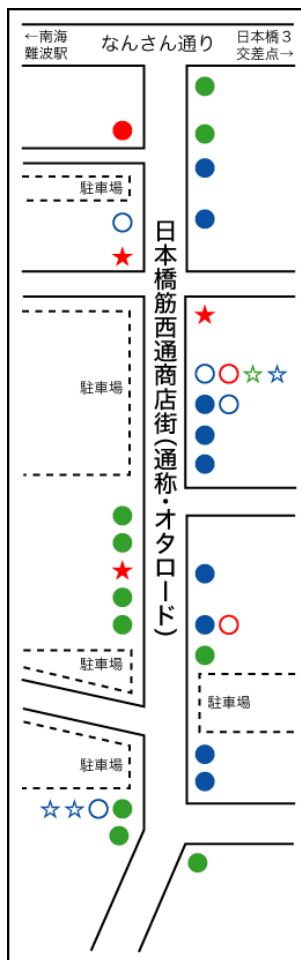 ←南海
難波駅
なんさん通り
日本橋3
交差点→
駐車場
日本橋筋西通商店街(通称・オタロード)
駐車場
駐車場
駐車場
駐車場